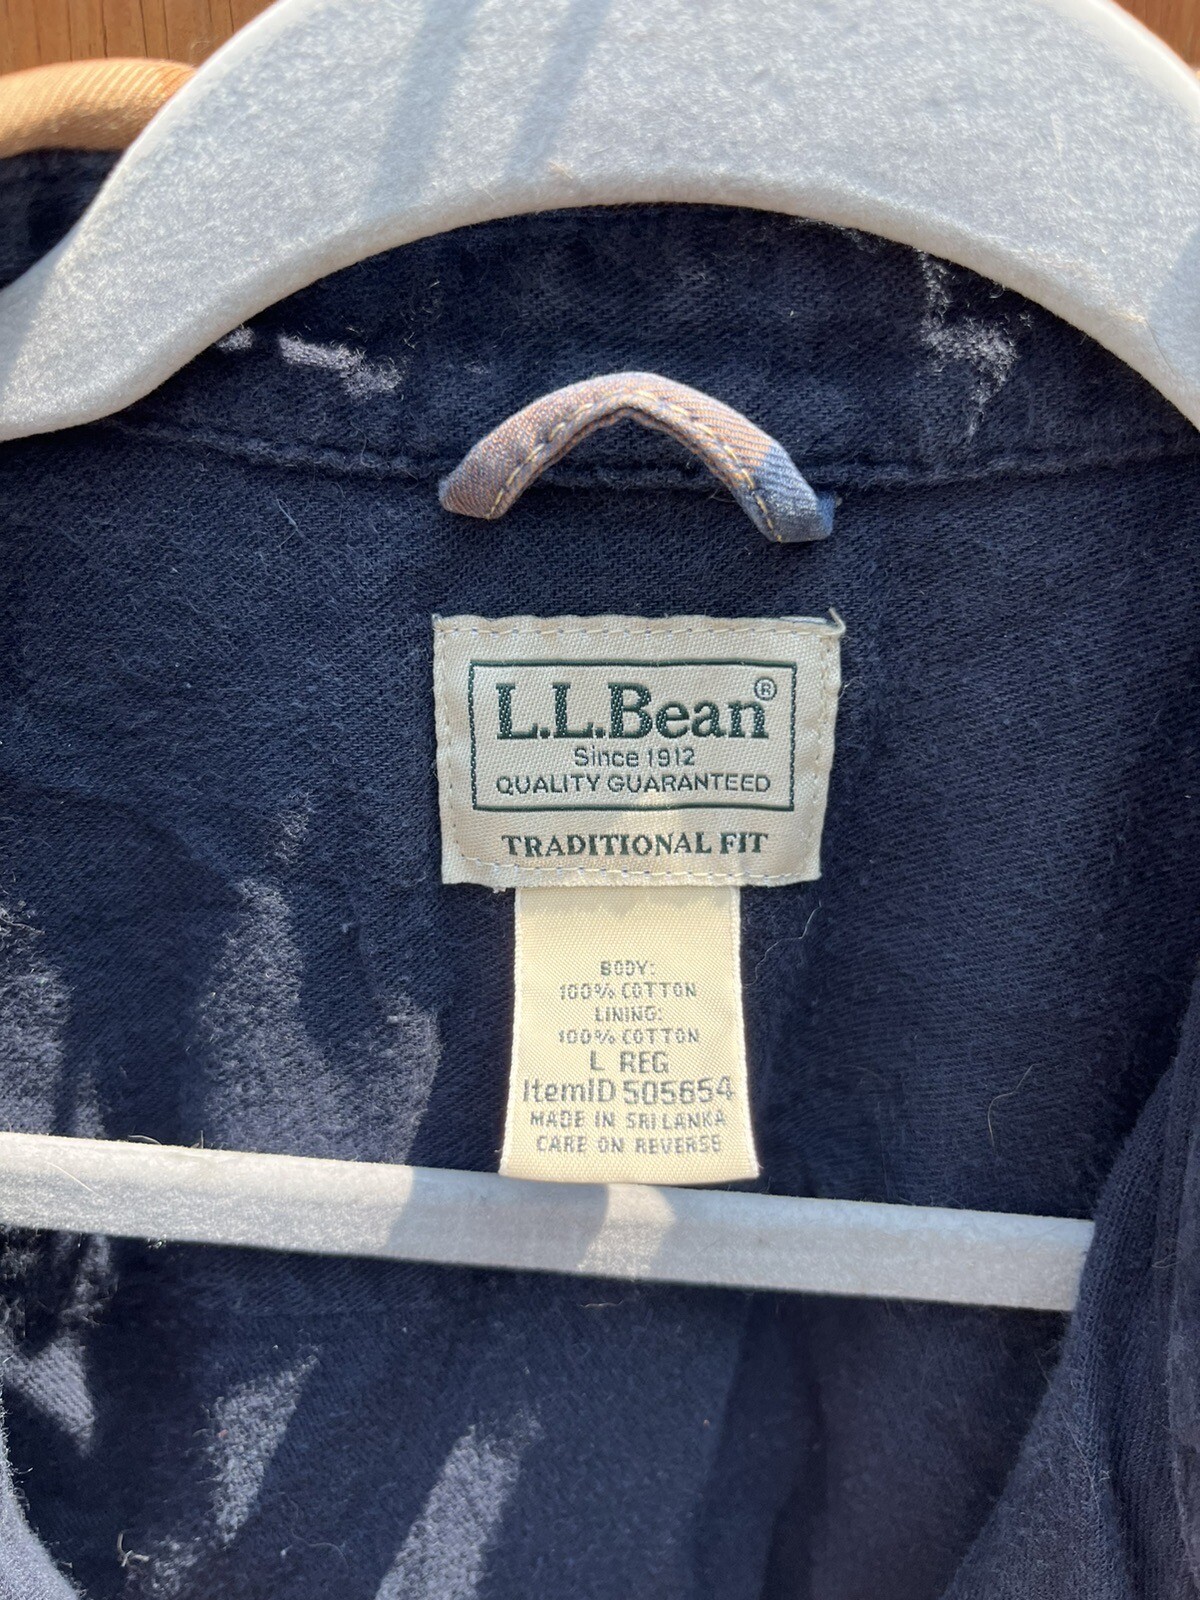 L.L.Bean®
Since 1912
QUALITY GUARANTEED
TRADITIONAL FIT
BODY:
100% COTTON
LINING:
100% COTTON
L REG
ItemID 505654
MADE IN SRI LANKA
CARE ON REVERSE